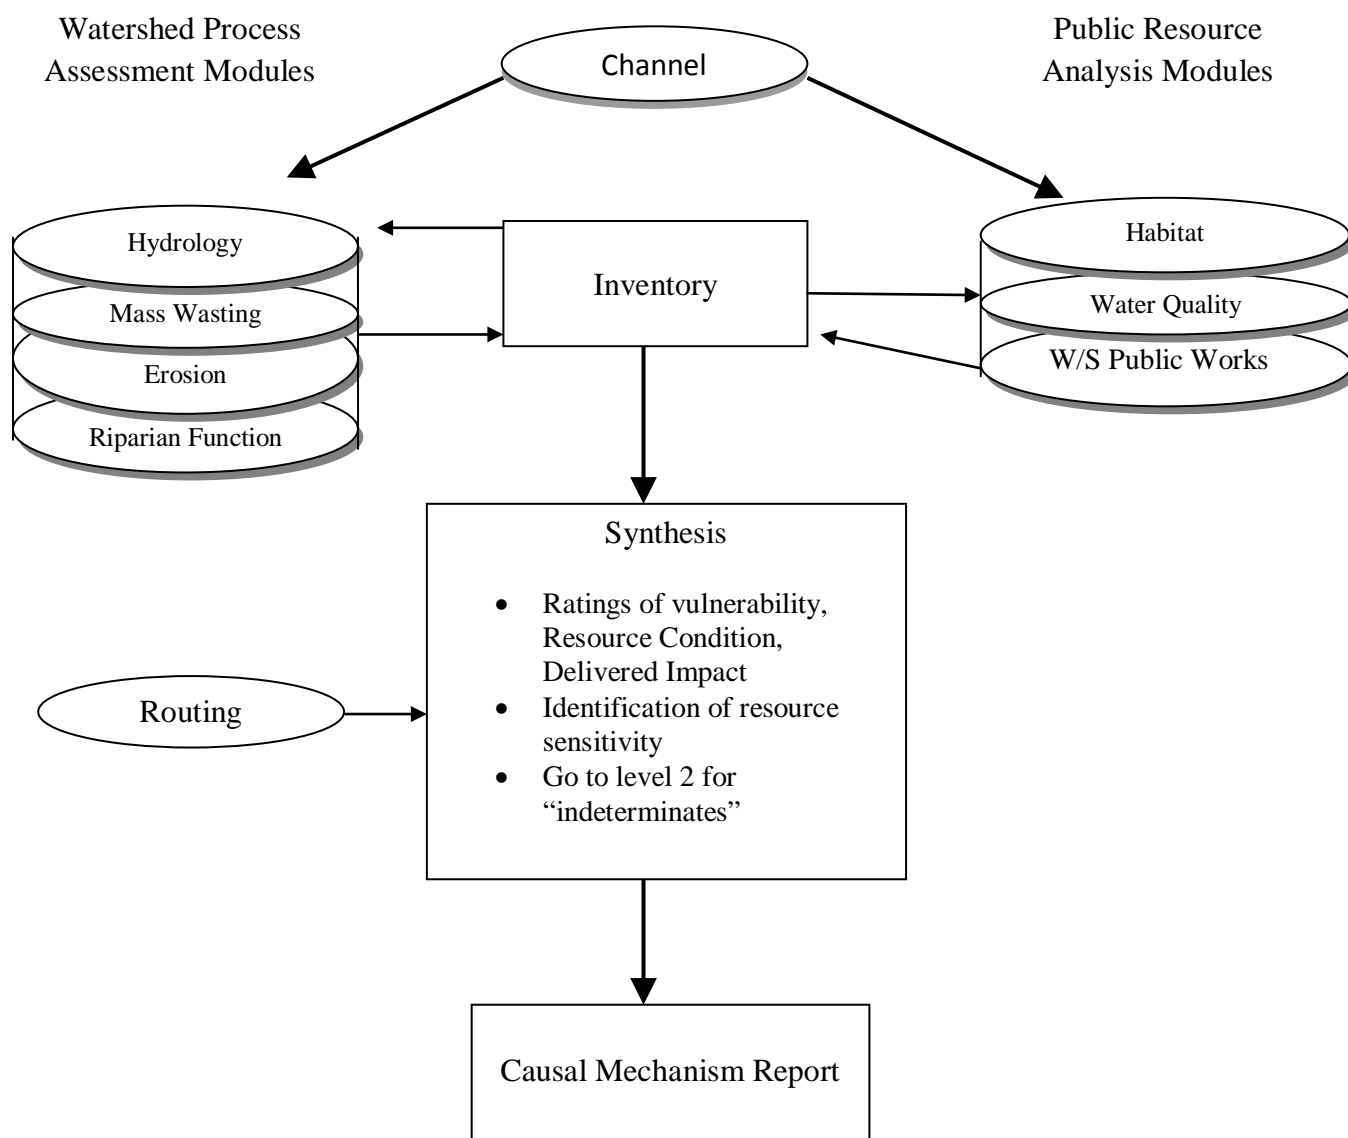 Watershed Process
Assessment Modules
Channel
Public Resource
Analysis Modules
Hydrology
Mass Wasting
Erosion
Riparian Function
Inventory
Habitat
Water Quality
W/S Public Works
Synthesis
• Ratings of vulnerability,
Resource Condition,
Delivered Impact
• Identification of resource
sensitivity
• Go to level 2 for
“indeterminates”
Routing
Causal Mechanism Report